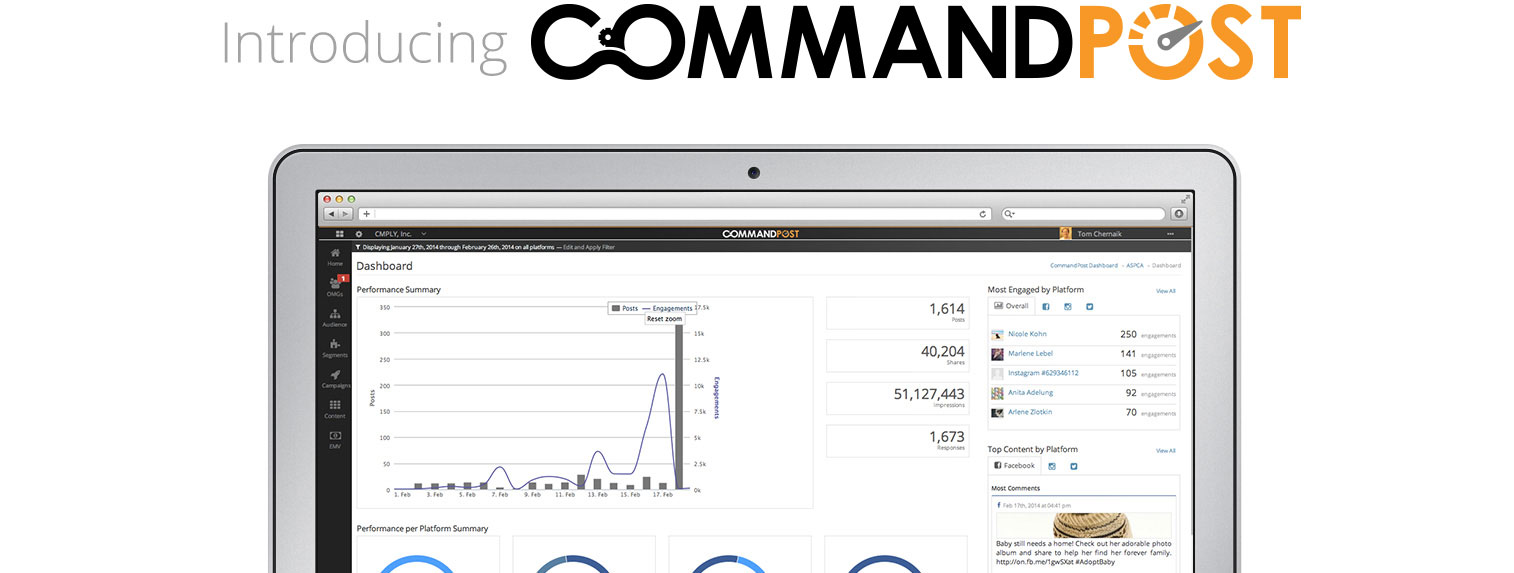 Introducing COMMANDPOST
CMPLY, Inc.
COMMANDPOST
Tom Chernaik
Displaying January 27th, 2014 through February 26th, 2014 on all platforms — Edit and Apply Filter
Home
1
OMGs
Audience
Segments
Campaigns
Content
EMV
Dashboard
CommandPost Dashboard - ASPCA - Dashboard
Performance Summary
Posts Engagements
Reset zoom
350
300
250
200
150
100
50
0
Posts
17.5k
15k
12.5k
10k
7.5k
5k
2.5k
0k
Engagements
1. Feb 3. Feb 5. Feb 7. Feb 9. Feb 11. Feb 13. Feb 15. Feb 17. Feb
1,614
Posts
40,204
Shares
51,127,443
Impressions
1,673
Responses
Most Engaged by Platform View All
Overall
Nicole Kohn 250 engagements
Marlene Lebel 141 engagements
Instagram #629346112 105 engagements
Anita Adelung 92 engagements
Arlene Zlotkin 70 engagements
Top Content by Platform View All
Facebook
Most Comments
Feb 17th, 2014 at 04:41 pm
Baby still needs a home! Check out her adorable photo
album and share to help her find her forever family.
http://on.fb.me/1gwSXat #AdoptBaby
Performance per Platform Summary